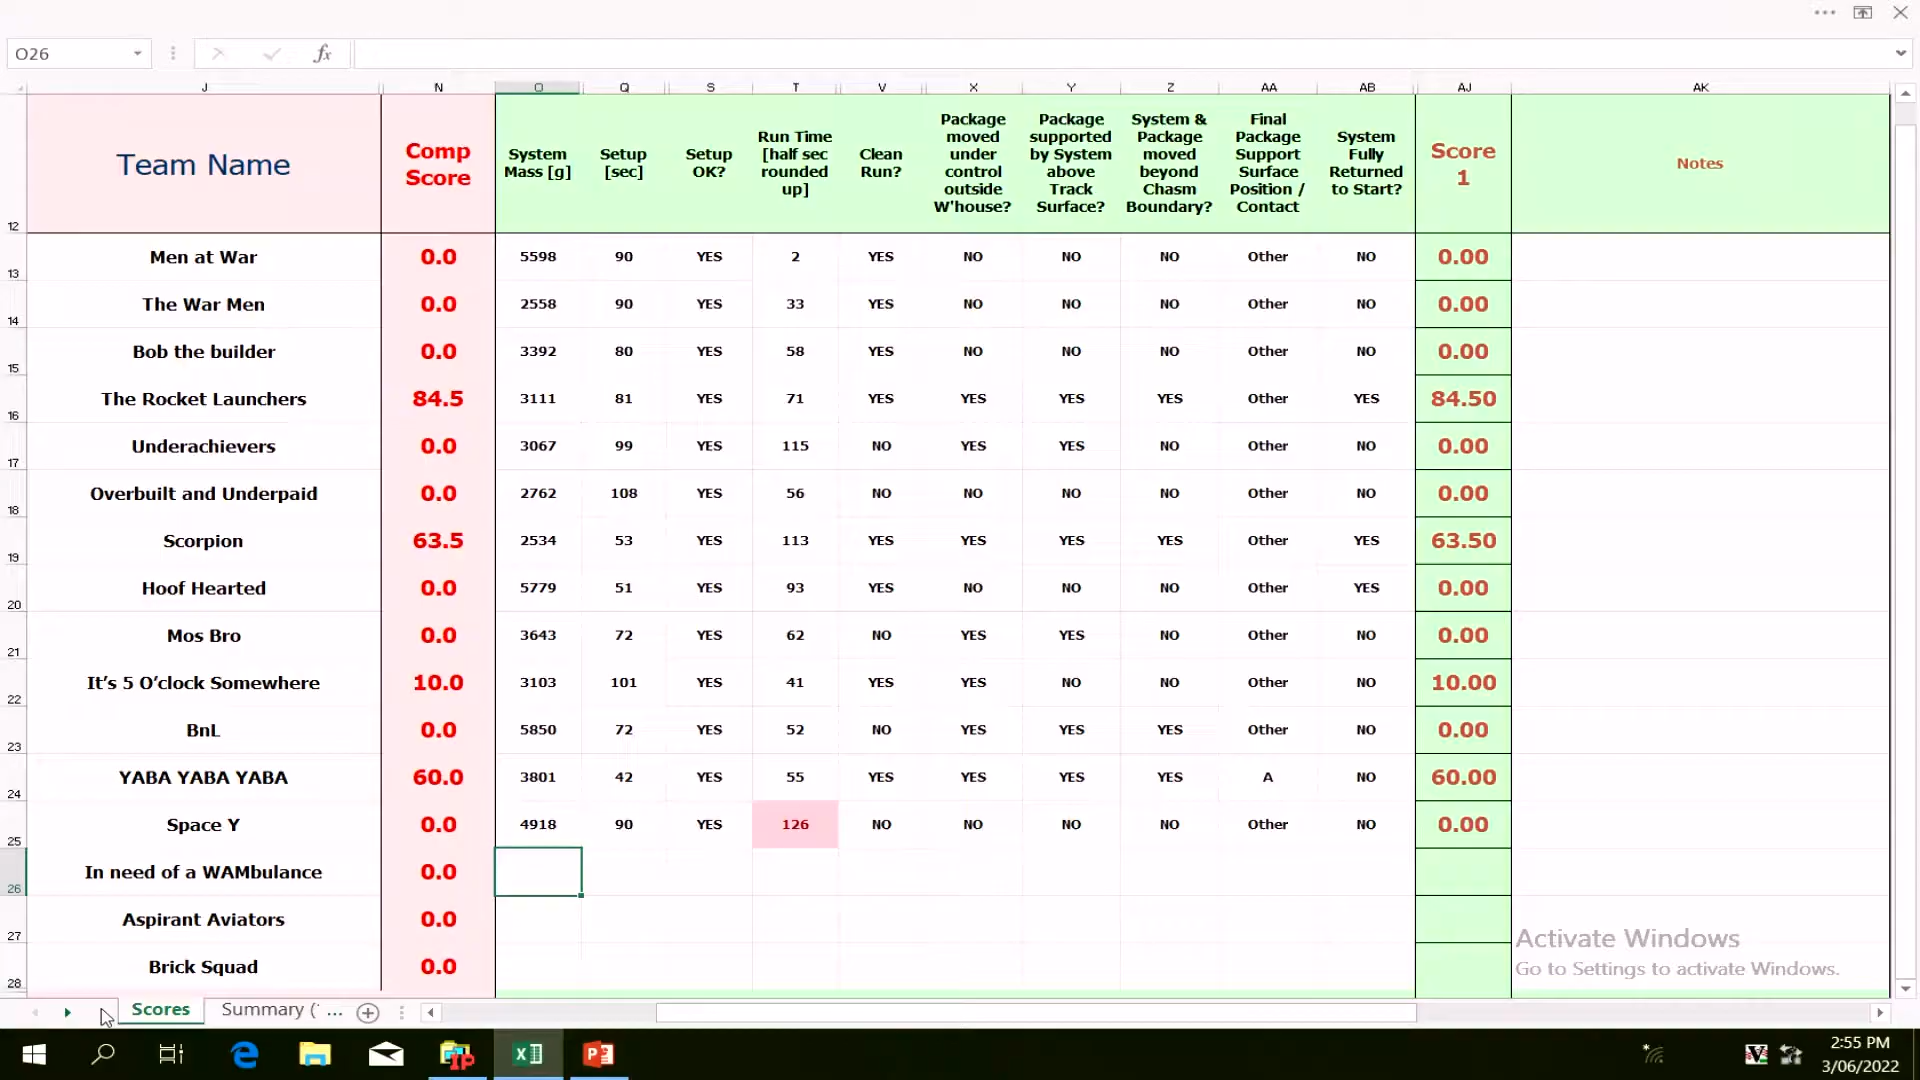 O26
fx
J N O Q S T V X Y Z AA AB AJ AK
12 Team Name Comp Score System Mass [g] Setup [sec] Setup OK? Run Time [half sec rounded up] Clean Run? Package moved under control outside W'house? Package supported by System above Track Surface? System & Package moved beyond Chasm Boundary? Final Package Support Surface Position / Contact System Fully Returned to Start? Score 1 Notes
13 Men at War 0.0 5598 90 YES 2 YES NO NO NO Other NO 0.00
14 The War Men 0.0 2558 90 YES 33 YES NO NO NO Other NO 0.00
15 Bob the builder 0.0 3392 80 YES 58 YES NO NO NO Other NO 0.00
16 The Rocket Launchers 84.5 3111 81 YES 71 YES YES YES YES Other YES 84.50
17 Underachievers 0.0 3067 99 YES 115 NO YES YES NO Other NO 0.00
18 Overbuilt and Underpaid 0.0 2762 108 YES 56 NO NO NO NO Other NO 0.00
19 Scorpion 63.5 2534 53 YES 113 YES YES YES YES Other YES 63.50
20 Hoof Hearted 0.0 5779 51 YES 93 YES NO NO NO Other YES 0.00
21 Mos Bro 0.0 3643 72 YES 62 NO YES YES NO Other NO 0.00
22 It’s 5 O’clock Somewhere 10.0 3103 101 YES 41 YES YES NO NO Other NO 10.00
23 BnL 0.0 5850 72 YES 52 NO YES YES YES Other NO 0.00
24 YABA YABA YABA 60.0 3801 42 YES 55 YES YES YES YES A NO 60.00
25 Space Y 0.0 4918 90 YES 126 NO NO NO NO Other NO 0.00
26 In need of a WAMbulance 0.0
27 Aspirant Aviators 0.0
28 Brick Squad 0.0
Activate Windows
Go to Settings to activate Windows.
Scores Summary (' ...
2:55 PM
3/06/2022